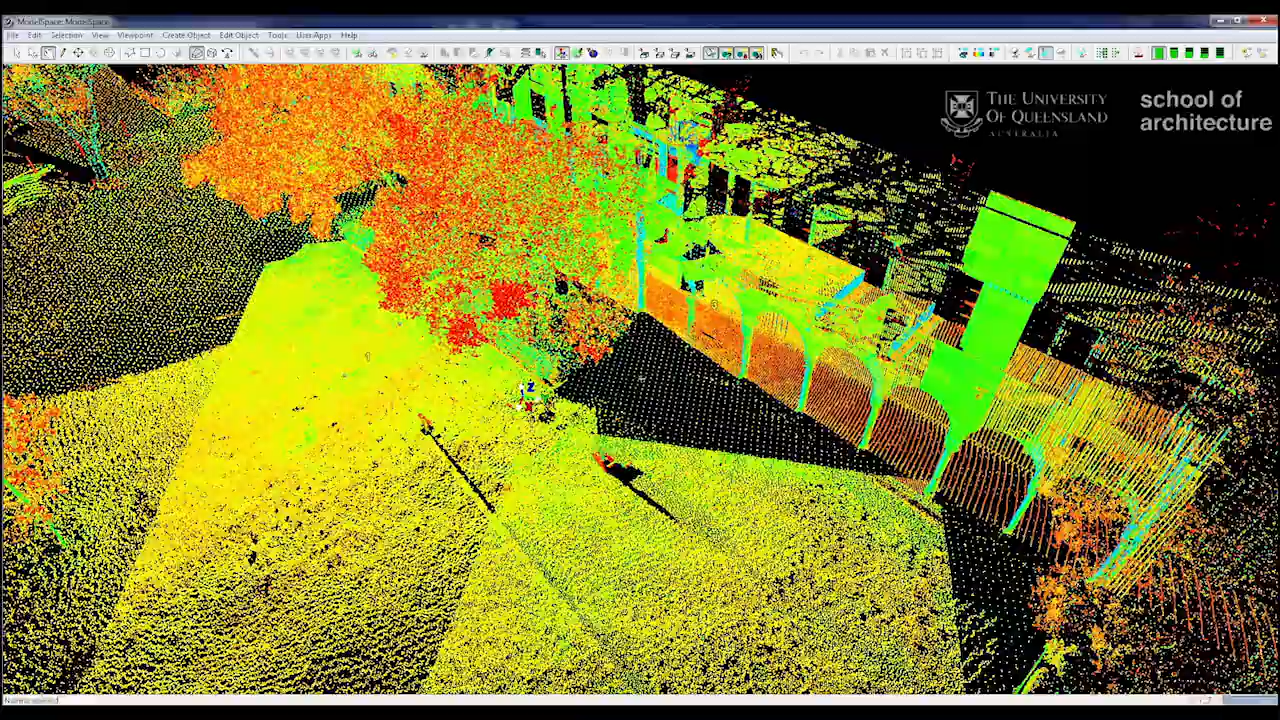 ModelSpace: ModelSpace
File Edit Selection View Viewpoint Create Object Edit Object Tools User Apps Help
THE UNIVERSITY
OF QUEENSLAND
AUSTRALIA
school of
architecture